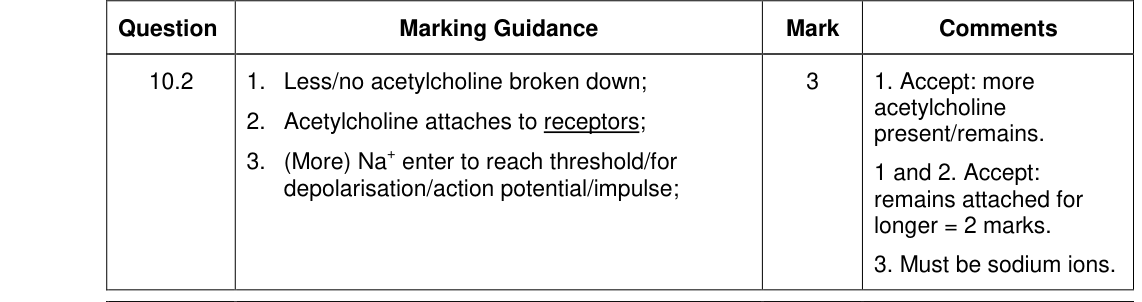 Question Marking Guidance Mark Comments
10.2
1. Less/no acetylcholine broken down;
2. Acetylcholine attaches to receptors;
3. (More) Na⁺ enter to reach threshold/for
depolarisation/action potential/impulse;
3
1. Accept: more
acetylcholine
present/remains.
1 and 2. Accept:
remains attached for
longer = 2 marks.
3. Must be sodium ions.